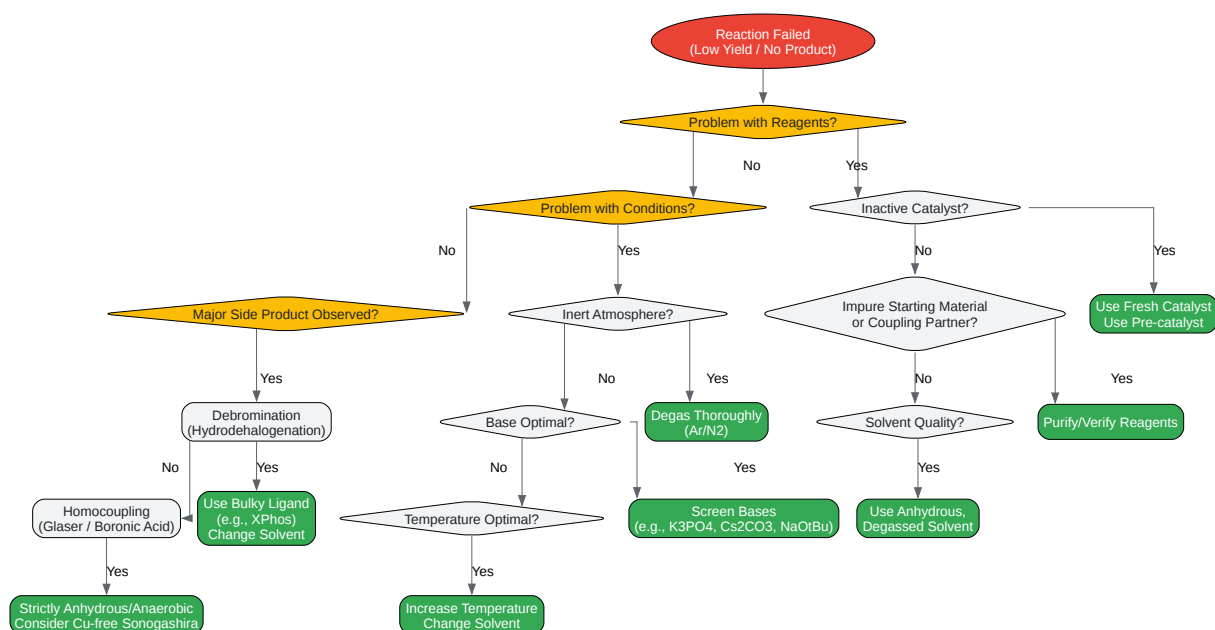 Reaction Failed
(Low Yield / No Product)
Problem with Reagents?
No
Yes
Problem with Conditions?
Inactive Catalyst?
No
Yes
No
Yes
Major Side Product Observed?
Inert Atmosphere?
Impure Starting Material
or Coupling Partner?
Use Fresh Catalyst
Use Pre-catalyst
Yes
No
Yes
No
Yes
Debromination
(Hydrodehalogenation)
Base Optimal?
Degas Thoroughly
(Ar/N2)
Solvent Quality?
Purify/Verify Reagents
No
Yes
No
Yes
Yes
Homocoupling
(Glaser / Boronic Acid)
Use Bulky Ligand
(e.g., XPhos)
Change Solvent
Temperature Optimal?
Screen Bases
(e.g., K3PO4, Cs2CO3, NaOtBu)
Use Anhydrous,
Degassed Solvent
Yes
Yes
Strictly Anhydrous/Anaerobic
Consider Cu-free Sonogashira
Increase Temperature
Change Solvent